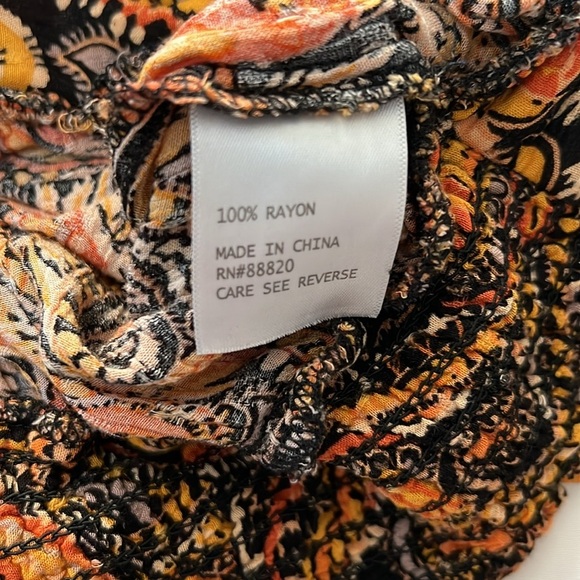 100% RAYON
MADE IN CHINA
RN#88820
CARE SEE REVERSE